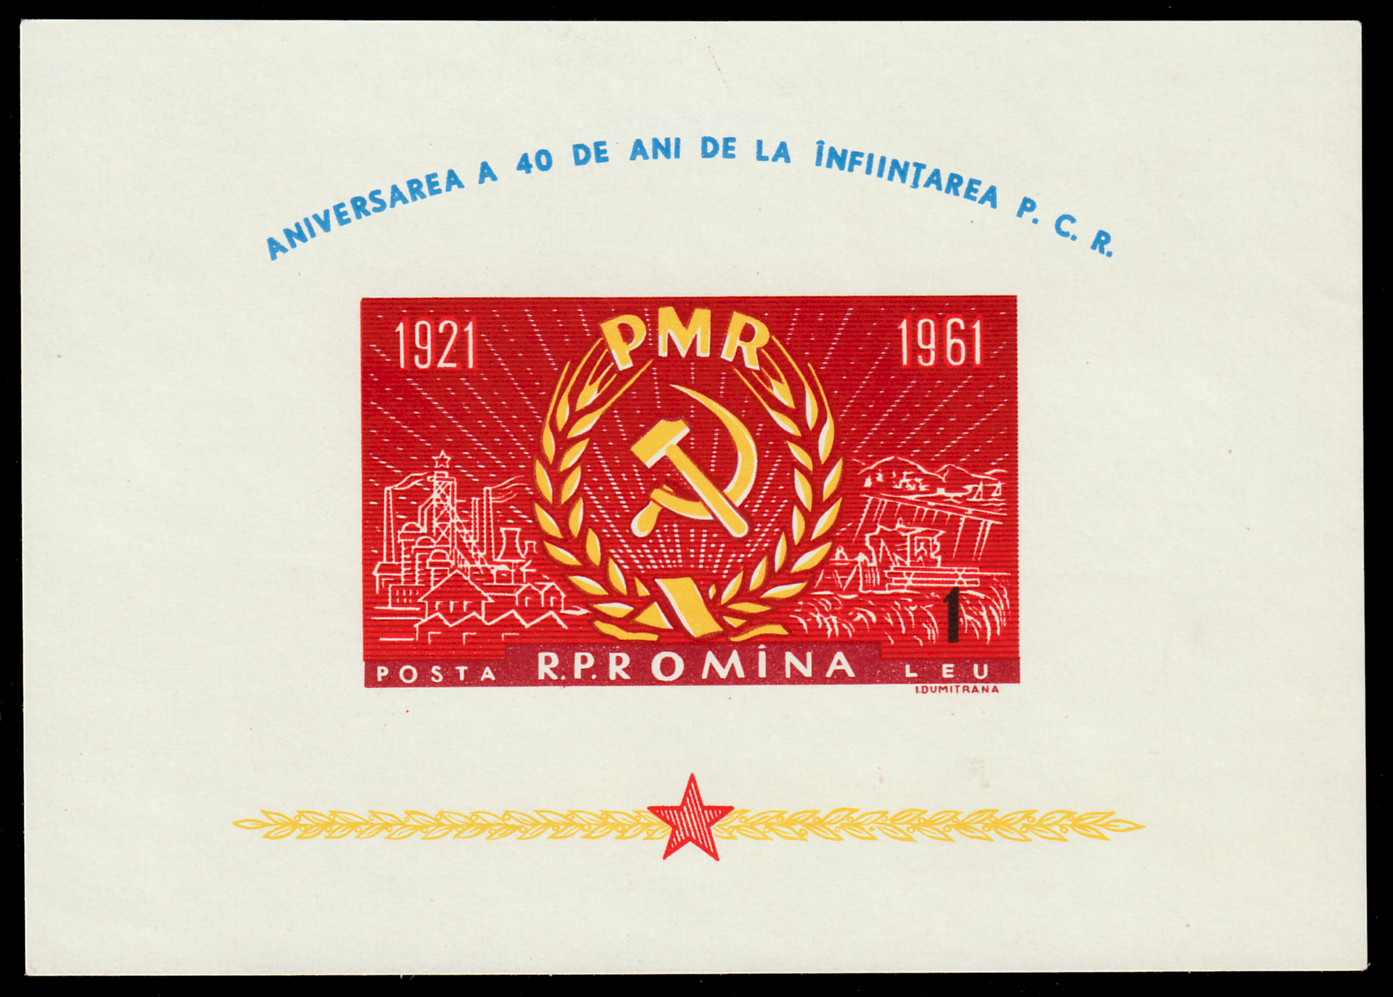 ANIVERSAREA A 40 DE ANI DE LA ÎNFIINȚAREA P. C. R.
1921
PMR
1961
1
POSTA R.P.ROMÎNA LEU
I.DUMITRANA